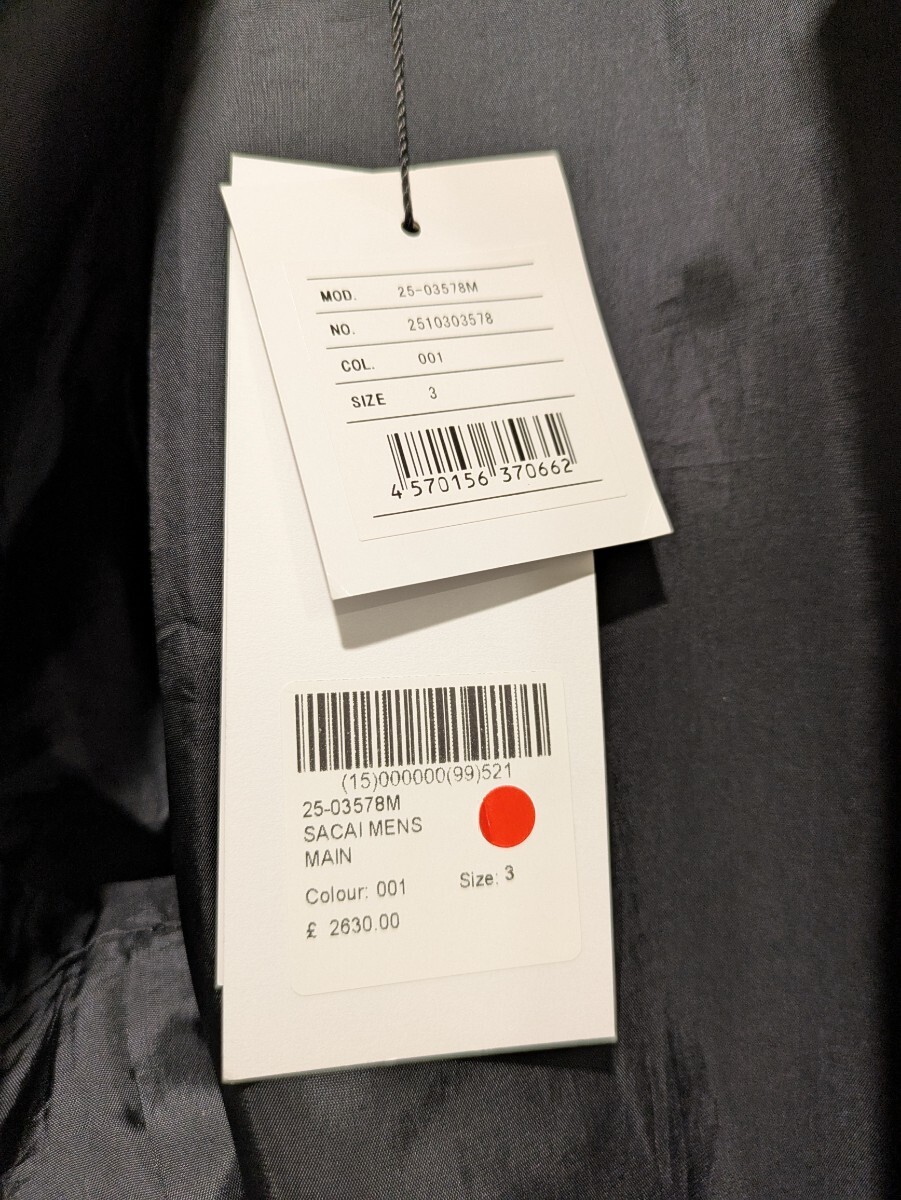 MOD. 25-03578M
NO. 2510303578
COL. 001
SIZE 3
4 570156 370662
(15)000000(99)521
25-03578M
SACAI MENS
MAIN
Colour: 001 Size: 3
£ 2630.00